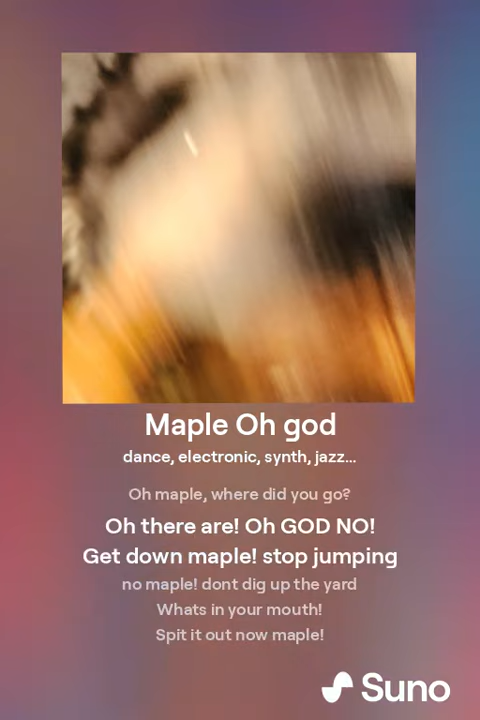 Maple Oh god
dance, electronic, synth, jazz...
Oh maple, where did you go?
Oh there are! Oh GOD NO!
Get down maple! stop jumping
no maple! dont dig up the yard
Whats in your mouth!
Spit it out now maple!
Suno